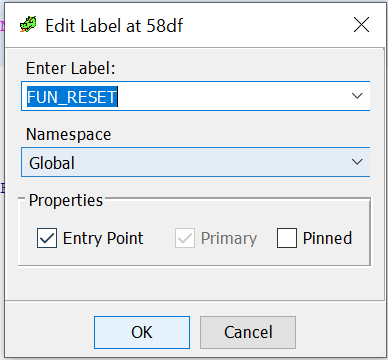 Edit Label at 58df
Enter Label:
FUN_RESET
Namespace
Global
Properties
Entry Point Primary Pinned
OK Cancel